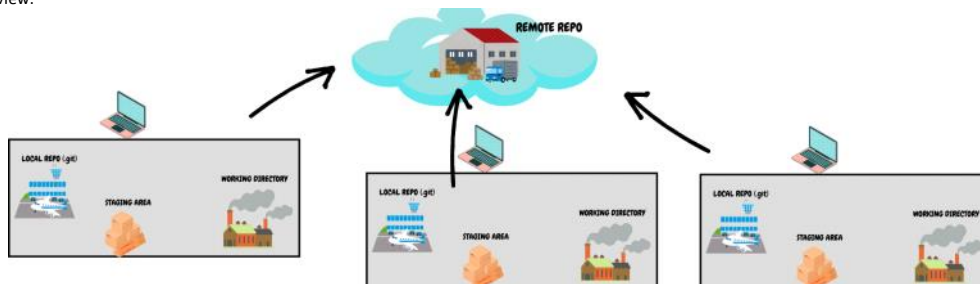 view:
REMOTE REPO
LOCAL REPO (.git)
WORKING DIRECTORY
STAGING AREA
LOCAL REPO (.git)
WORKING DIRECTORY
STAGING AREA
LOCAL REPO (.git)
WORKING DIRECTORY
STAGING AREA